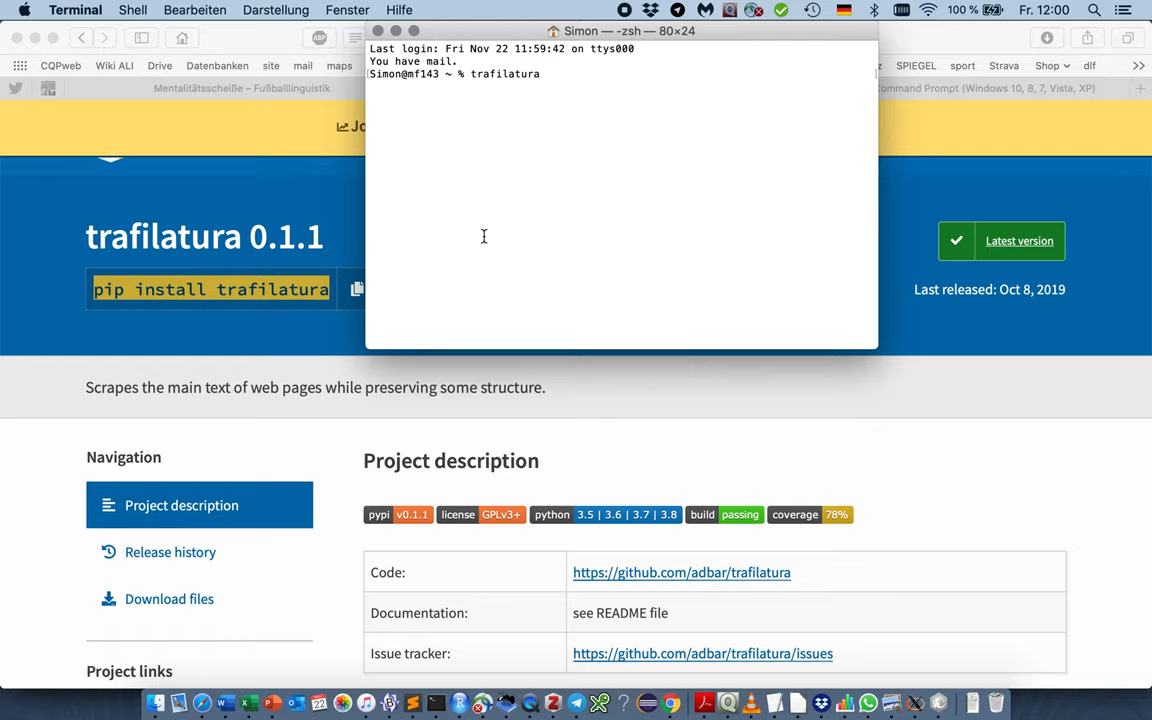 Terminal Shell Bearbeiten Darstellung Fenster Hilfe 100 % Fr. 12:00
Simon — -zsh — 80×24
ABP
CQPweb Wiki ALI Drive Datenbanken site mail maps SPIEGEL sport Strava Shop dlf
Mentalitätsscheiße – Fußballlinguistik
ommand Prompt (Windows 10, 8, 7, Vista, XP)
Last login: Fri Nov 22 11:59:42 on ttys000
You have mail.
Simon@mf143 ~ % trafilatura
Jo
trafilatura 0.1.1
pip install trafilatura
Latest version
Last released: Oct 8, 2019
Scrapes the main text of web pages while preserving some structure.
Navigation
Project description
Release history
Download files
Project links
Project description
pypi v0.1.1 license GPLv3+ python 3.5 | 3.6 | 3.7 | 3.8 build passing coverage 78%
Code: https://github.com/adbar/trafilatura
Documentation: see README file
Issue tracker: https://github.com/adbar/trafilatura/issues